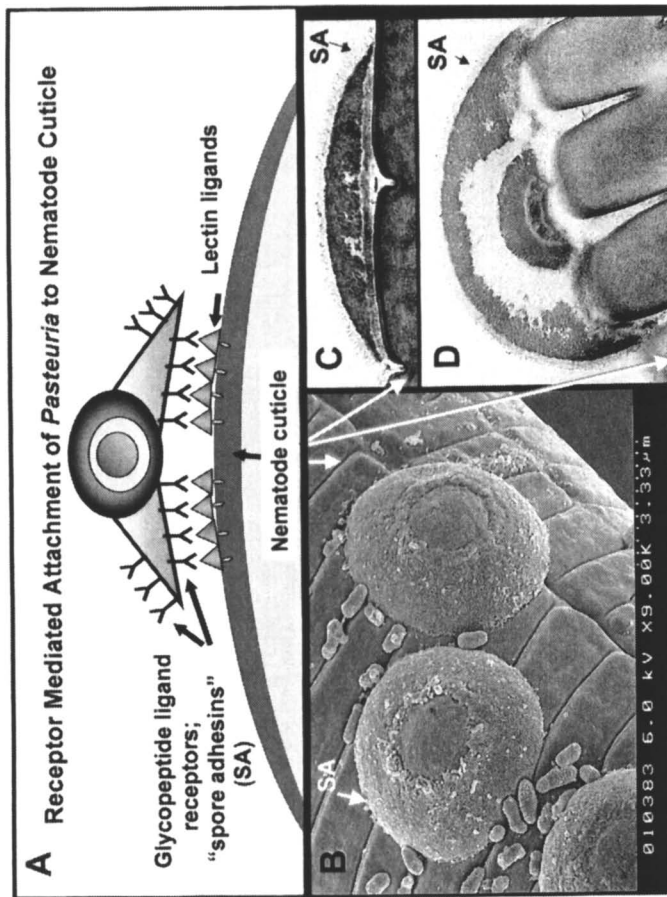 A
Receptor Mediated Attachment of Pasteuria to Nematode Cuticle
Glycopeptide ligand
receptors;
"spore adhesins"
(SA)
Lectin ligands
Nematode cuticle
B
SA
010383 6.0 kV X9.00K 3.33µm
C
SA
D
SA